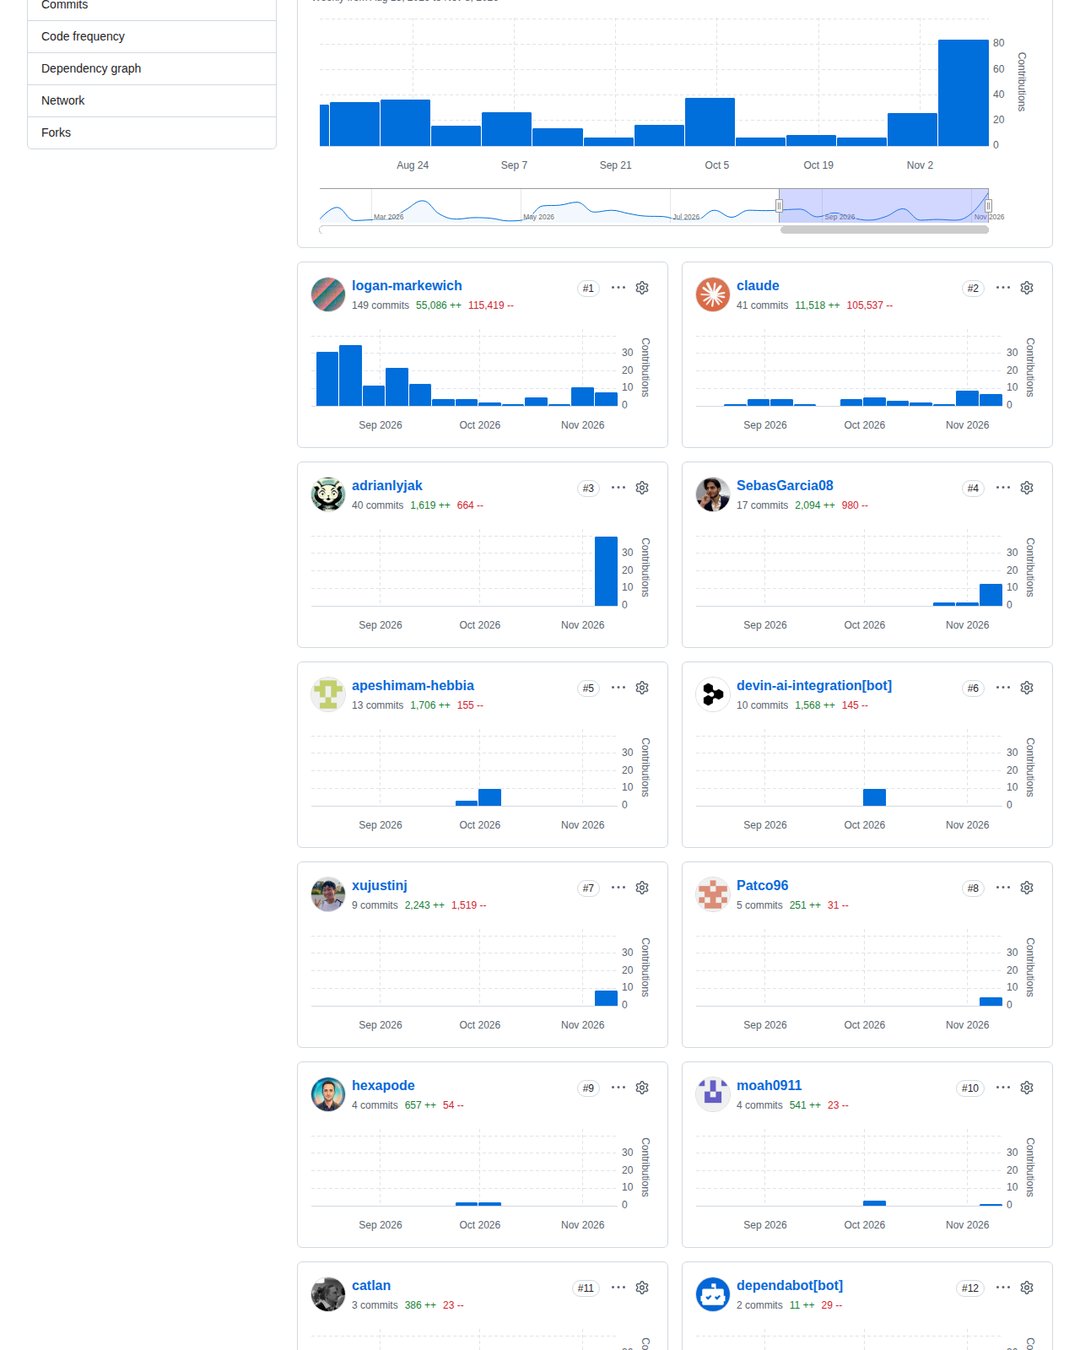 Commits
Code frequency
Dependency graph
Network
Forks
80
60
40
20
0
Contributions
Aug 24
Sep 7
Sep 21
Oct 5
Oct 19
Nov 2
Mar 2026
May 2026
Jul 2026
Sep 2026
Nov 2026
logan-markewich
#1
149 commits 55,086 ++ 115,419 --
30
20
10
0
Contributions
Sep 2026
Oct 2026
Nov 2026
claude
#2
41 commits 11,518 ++ 105,537 --
30
20
10
0
Contributions
Sep 2026
Oct 2026
Nov 2026
adrianlyjak
#3
40 commits 1,619 ++ 664 --
30
20
10
0
Contributions
Sep 2026
Oct 2026
Nov 2026
SebasGarcia08
#4
17 commits 2,094 ++ 980 --
30
20
10
0
Contributions
Sep 2026
Oct 2026
Nov 2026
apeshimam-hebbia
#5
13 commits 1,706 ++ 155 --
30
20
10
0
Contributions
Sep 2026
Oct 2026
Nov 2026
devin-ai-integration[bot]
#6
10 commits 1,568 ++ 145 --
30
20
10
0
Contributions
Sep 2026
Oct 2026
Nov 2026
xujustinj
#7
9 commits 2,243 ++ 1,519 --
30
20
10
0
Contributions
Sep 2026
Oct 2026
Nov 2026
Patco96
#8
5 commits 251 ++ 31 --
30
20
10
0
Contributions
Sep 2026
Oct 2026
Nov 2026
hexapode
#9
4 commits 657 ++ 54 --
30
20
10
0
Contributions
Sep 2026
Oct 2026
Nov 2026
moah0911
#10
4 commits 541 ++ 23 --
30
20
10
0
Contributions
Sep 2026
Oct 2026
Nov 2026
catlan
#11
3 commits 386 ++ 23 --
dependabot[bot]
#12
2 commits 11 ++ 29 --